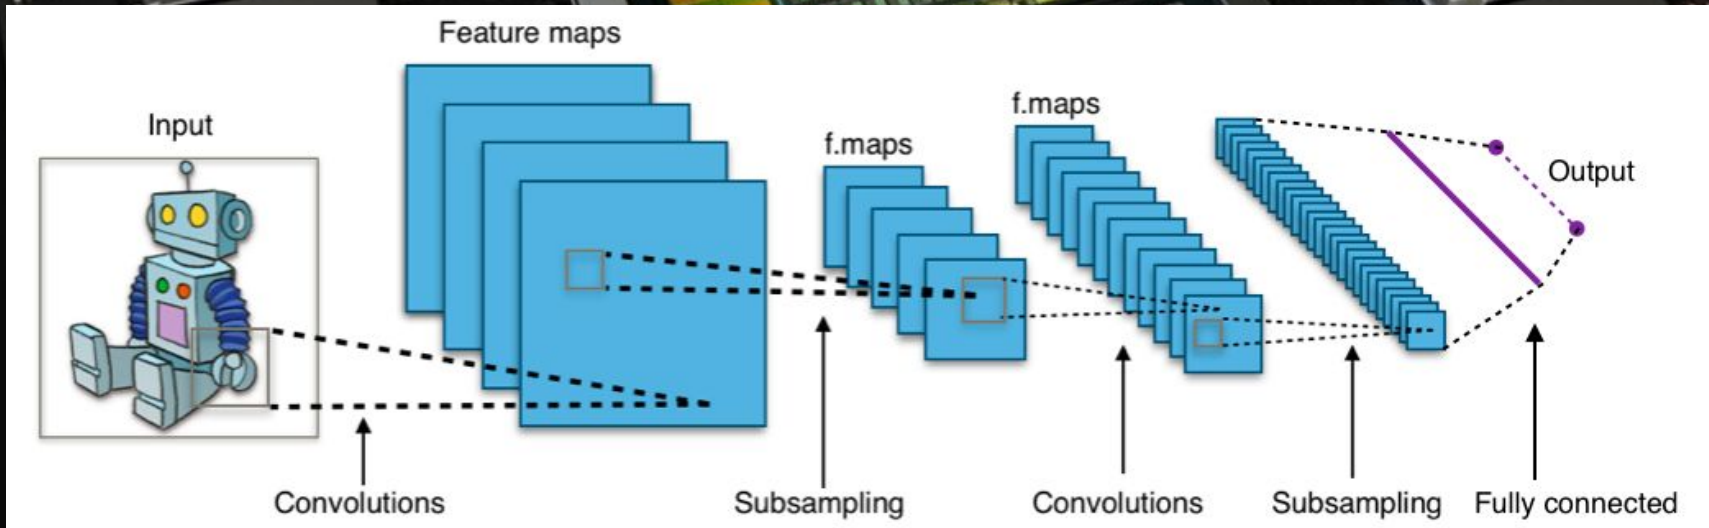 Feature maps
f.maps
Input
f.maps
Output
Convolutions
Subsampling
Convolutions
Subsampling
Fully connected